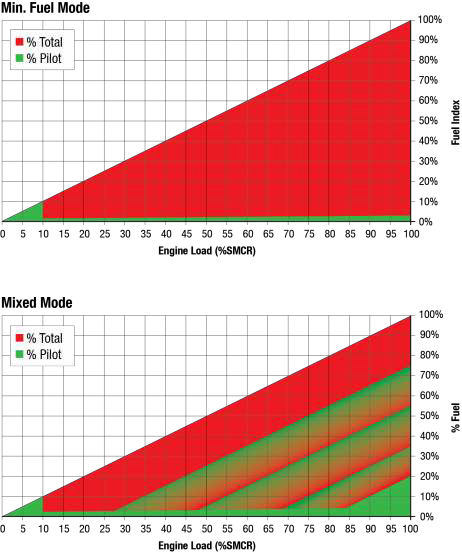 Min. Fuel Mode
% Total
% Pilot
100%
90%
80%
70%
60%
50%
40%
30%
20%
10%
0%
Fuel Index
0 5 10 15 20 25 30 35 40 45 50 55 60 65 70 75 80 85 90 95 100
Engine Load (%SMCR)
Mixed Mode
% Total
% Pilot
100%
90%
80%
70%
60%
50%
40%
30%
20%
10%
0%
% Fuel
0 5 10 15 20 25 30 35 40 45 50 55 60 65 70 75 80 85 90 95 100
Engine Load (%SMCR)